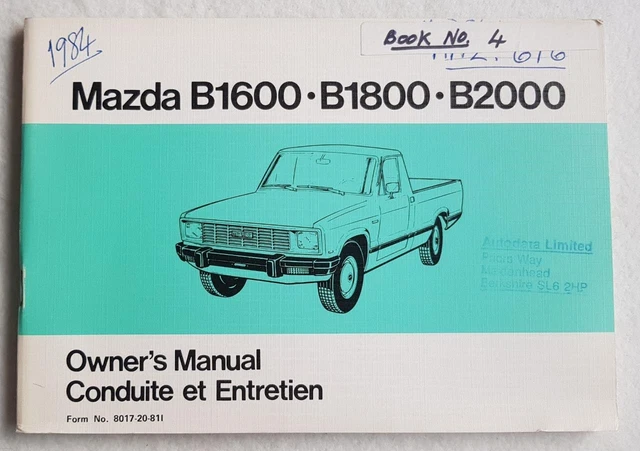 1984
Book No. 4
Mazda B1600 • B1800 • B2000
Autodata Limited
Way
Maidenhead
Berkshire SL6 2HP
Owner's Manual
Conduite et Entretien
Form No. 8017-20-81I